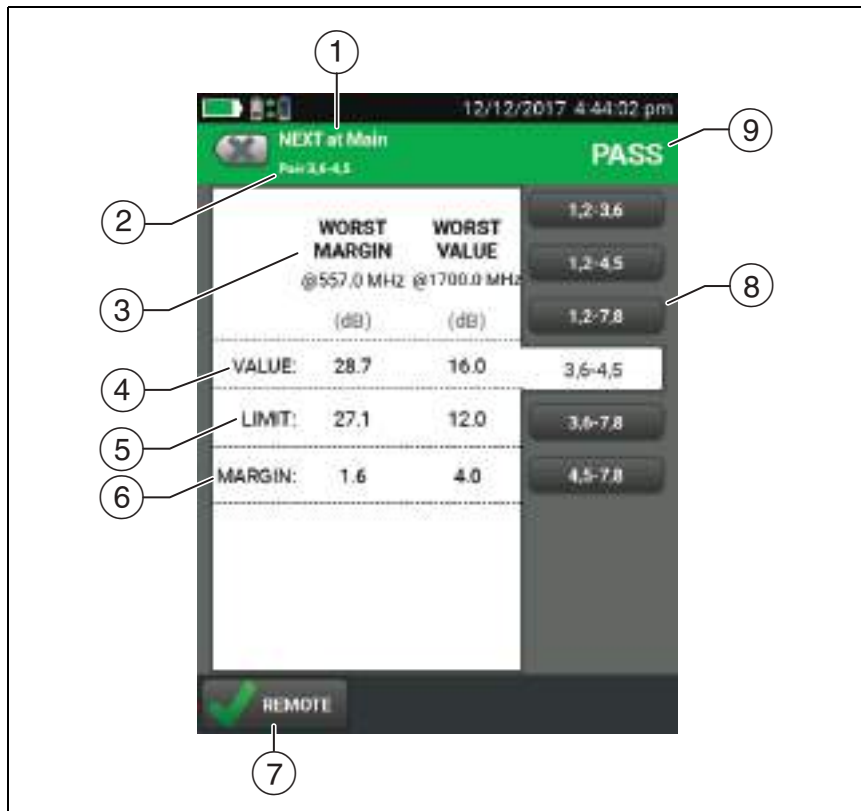 1
12/12/2017 4:44:02 pm
NEXT at Main
PASS
9
Pair 3,6-4,5
2
WORST MARGIN WORST VALUE
@557.0 MHz @1700.0 MHz
(dB) (dB)
3
1,2-3,6
1,2-4,5
1,2-7,8
8
4
VALUE: 28.7 16.0
3,6-4,5
5
LIMIT: 27.1 12.0
3,6-7,8
6
MARGIN: 1.6 4.0
4,5-7,8
REMOTE
7